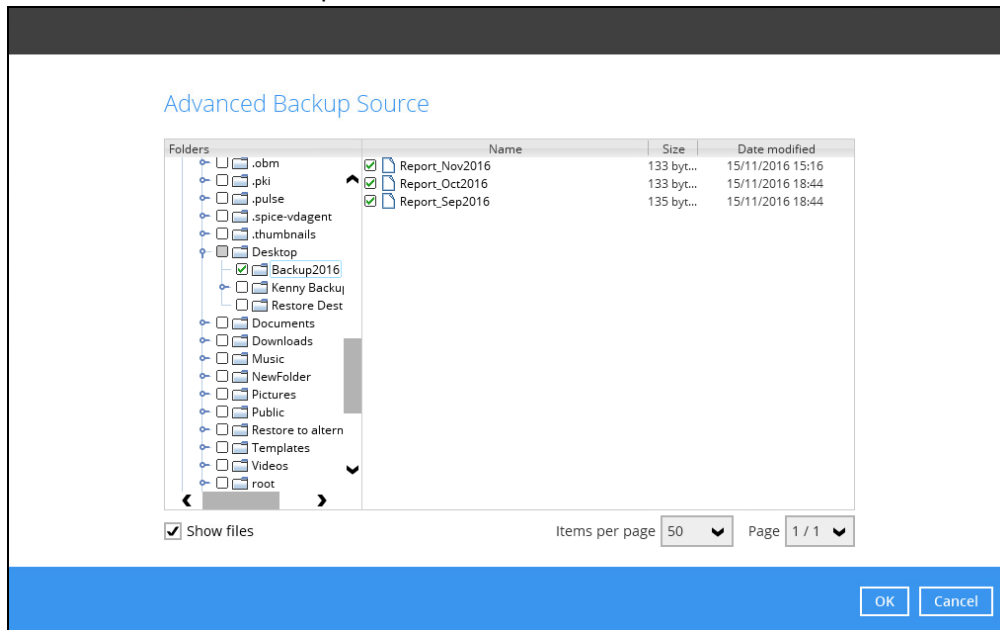 Advanced Backup Source
Folders Name Size Date modified
.obm
.pki
.pulse
.spice-vdagent
.thumbnails
Desktop
Backup2016
Kenny Backup
Restore Dest
Documents
Downloads
Music
NewFolder
Pictures
Public
Restore to altern
Templates
Videos
root
Report_Nov2016 133 byt... 15/11/2016 15:16
Report_Oct2016 133 byt... 15/11/2016 18:44
Report_Sep2016 135 byt... 15/11/2016 18:44
Show files
Items per page 50 Page 1 / 1
OK Cancel